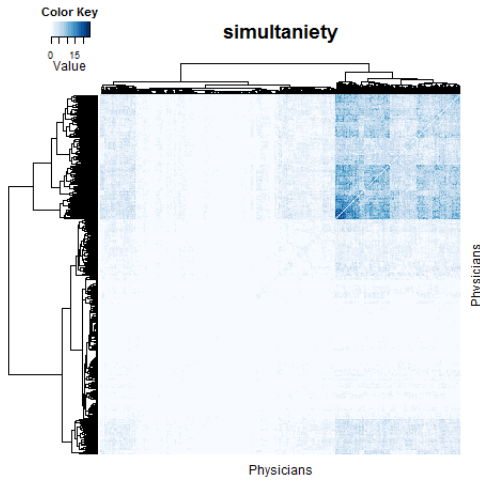 Color Key
0 15
Value
simultaniety
Physicians
Physicians